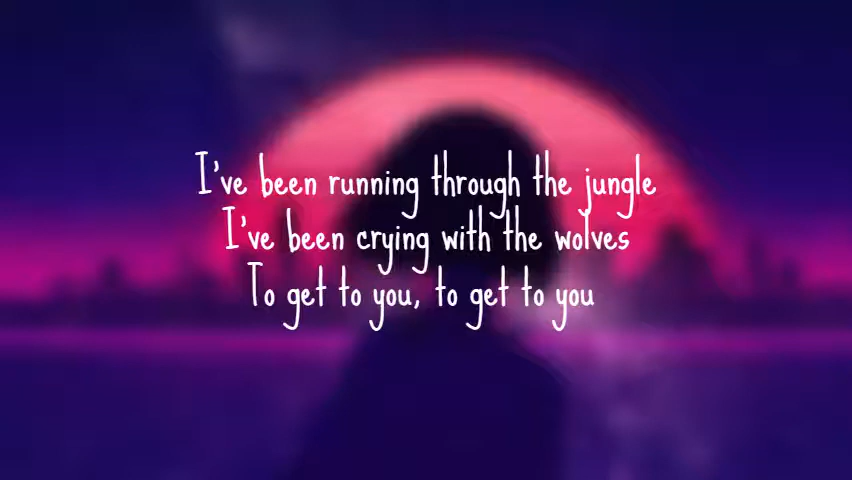 I've been running through the jungle
I've been crying with the wolves
To get to you, to get to you